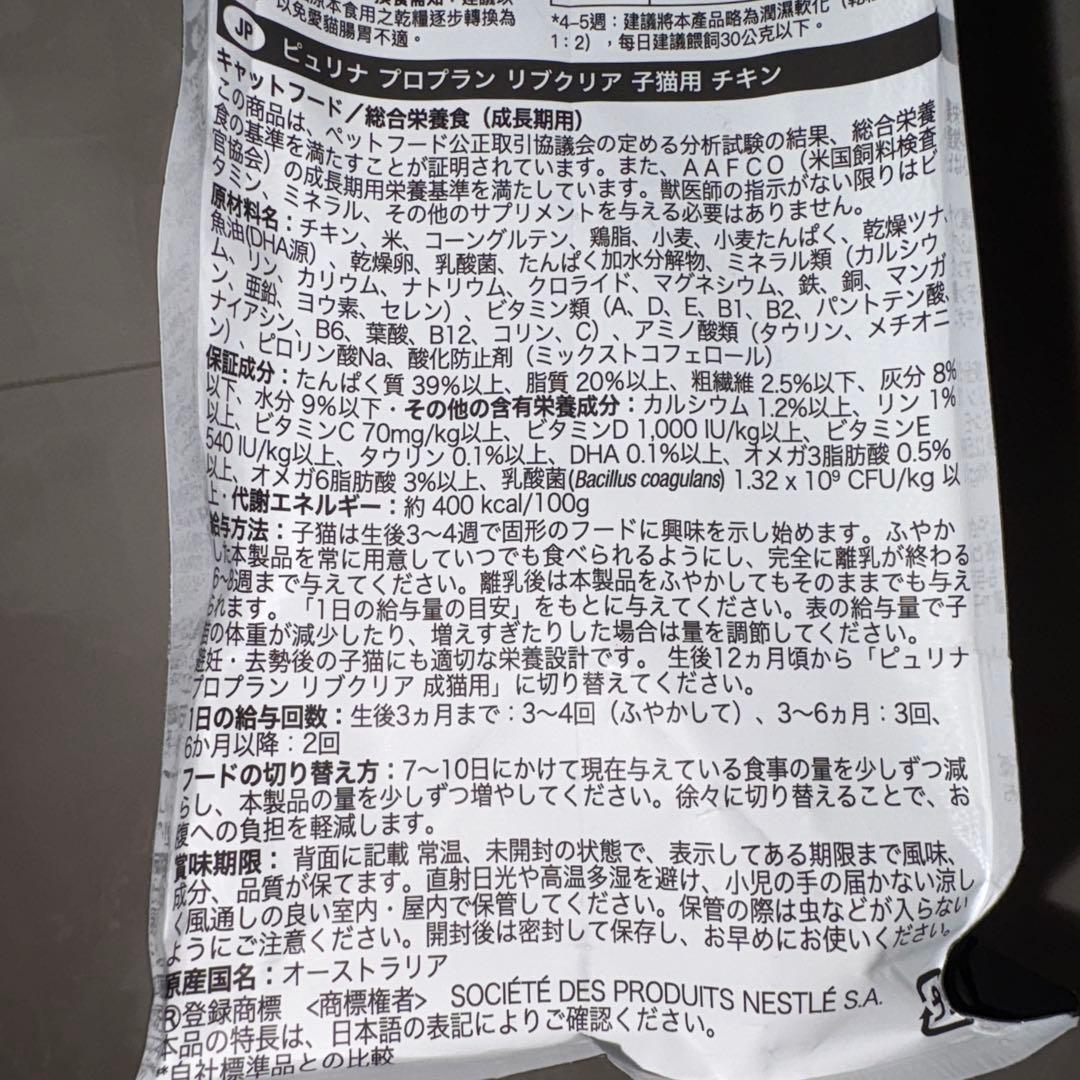 原本食用之乾糧逐步轉換為
以免愛貓腸胃不適。
*4–5週：建議將本產品略為潤濕軟化（乾
1：2），每日建議餵飼30公克以下。
JP ピュリナ プロプラン リブクリア 子猫用 チキン
キャットフード/総合栄養食（成長期用）
この商品は、ペットフード公正取引協議会の定める分析試験の結果、総合栄養
食の基準を満たすことが証明されています。また、AAFCO（米国飼料検査
官協会）の成長期用栄養基準を満たしています。獣医師の指示がない限りはビ
タミン、ミネラル、その他のサプリメントを与える必要はありません。
原材料名：チキン、米、コーングルテン、鶏脂、小麦、小麦たんぱく、乾燥ツナ、
魚油(DHA源)、乾燥卵、乳酸菌、たんぱく加水分解物、ミネラル類（カルシウ
ム、リン、カリウム、ナトリウム、クロライド、マグネシウム、鉄、銅、マンガ
ン、亜鉛、ヨウ素、セレン）、ビタミン類（A、D、E、B1、B2、パントテン酸、
ナイアシン、B6、葉酸、B12、コリン、C）、アミノ酸類（タウリン、メチオニ
ン）、ピロリン酸Na、酸化防止剤（ミックストコフェロール）
保証成分：たんぱく質 39%以上、脂質 20%以上、粗繊維 2.5%以下、灰分 8%
以下、水分 9%以下・その他の含有栄養成分：カルシウム 1.2%以上、リン 1%
以上、ビタミンC 70mg/kg以上、ビタミンD 1,000 IU/kg以上、ビタミンE
540 IU/kg以上、タウリン 0.1%以上、DHA 0.1%以上、オメガ3脂肪酸 0.5%
以上、オメガ6脂肪酸 3%以上、乳酸菌(Bacillus coagulans) 1.32 x 10⁹ CFU/kg 以
上・代謝エネルギー：約 400 kcal/100g
給与方法：子猫は生後3～4週で固形のフードに興味を示し始めます。ふやか
した本製品を常に用意していつでも食べられるようにし、完全に離乳が終わる
6～8週まで与えてください。離乳後は本製品をふやかしてもそのままでも与え
られます。「1日の給与量の目安」をもとに与えてください。表の給与量で子
猫の体重が減少したり、増えすぎたりした場合は量を調節してください。
避妊・去勢後の子猫にも適切な栄養設計です。生後12ヵ月頃から「ピュリナ
プロプラン リブクリア 成猫用」に切り替えてください。
1日の給与回数：生後3ヵ月まで：3～4回（ふやかして）、3～6ヵ月：3回、
6か月以降：2回
フードの切り替え方：7～10日にかけて現在与えている食事の量を少しずつ減
らし、本製品の量を少しずつ増やしてください。徐々に切り替えることで、お
腹への負担を軽減します。
賞味期限：背面に記載 常温、未開封の状態で、表示してある期限まで風味、
成分、品質が保てます。直射日光や高温多湿を避け、小児の手の届かない涼し
く風通しの良い室内・屋内で保管してください。保管の際は虫などが入らない
ようにご注意ください。開封後は密封して保存し、お早めにお使いください。
原産国名：オーストラリア
®登録商標 <商標権者> SOCIÉTÉ DES PRODUITS NESTLÉ S.A.
本品の特長は、日本語の表記によりご確認ください。
*自社標準品との比較